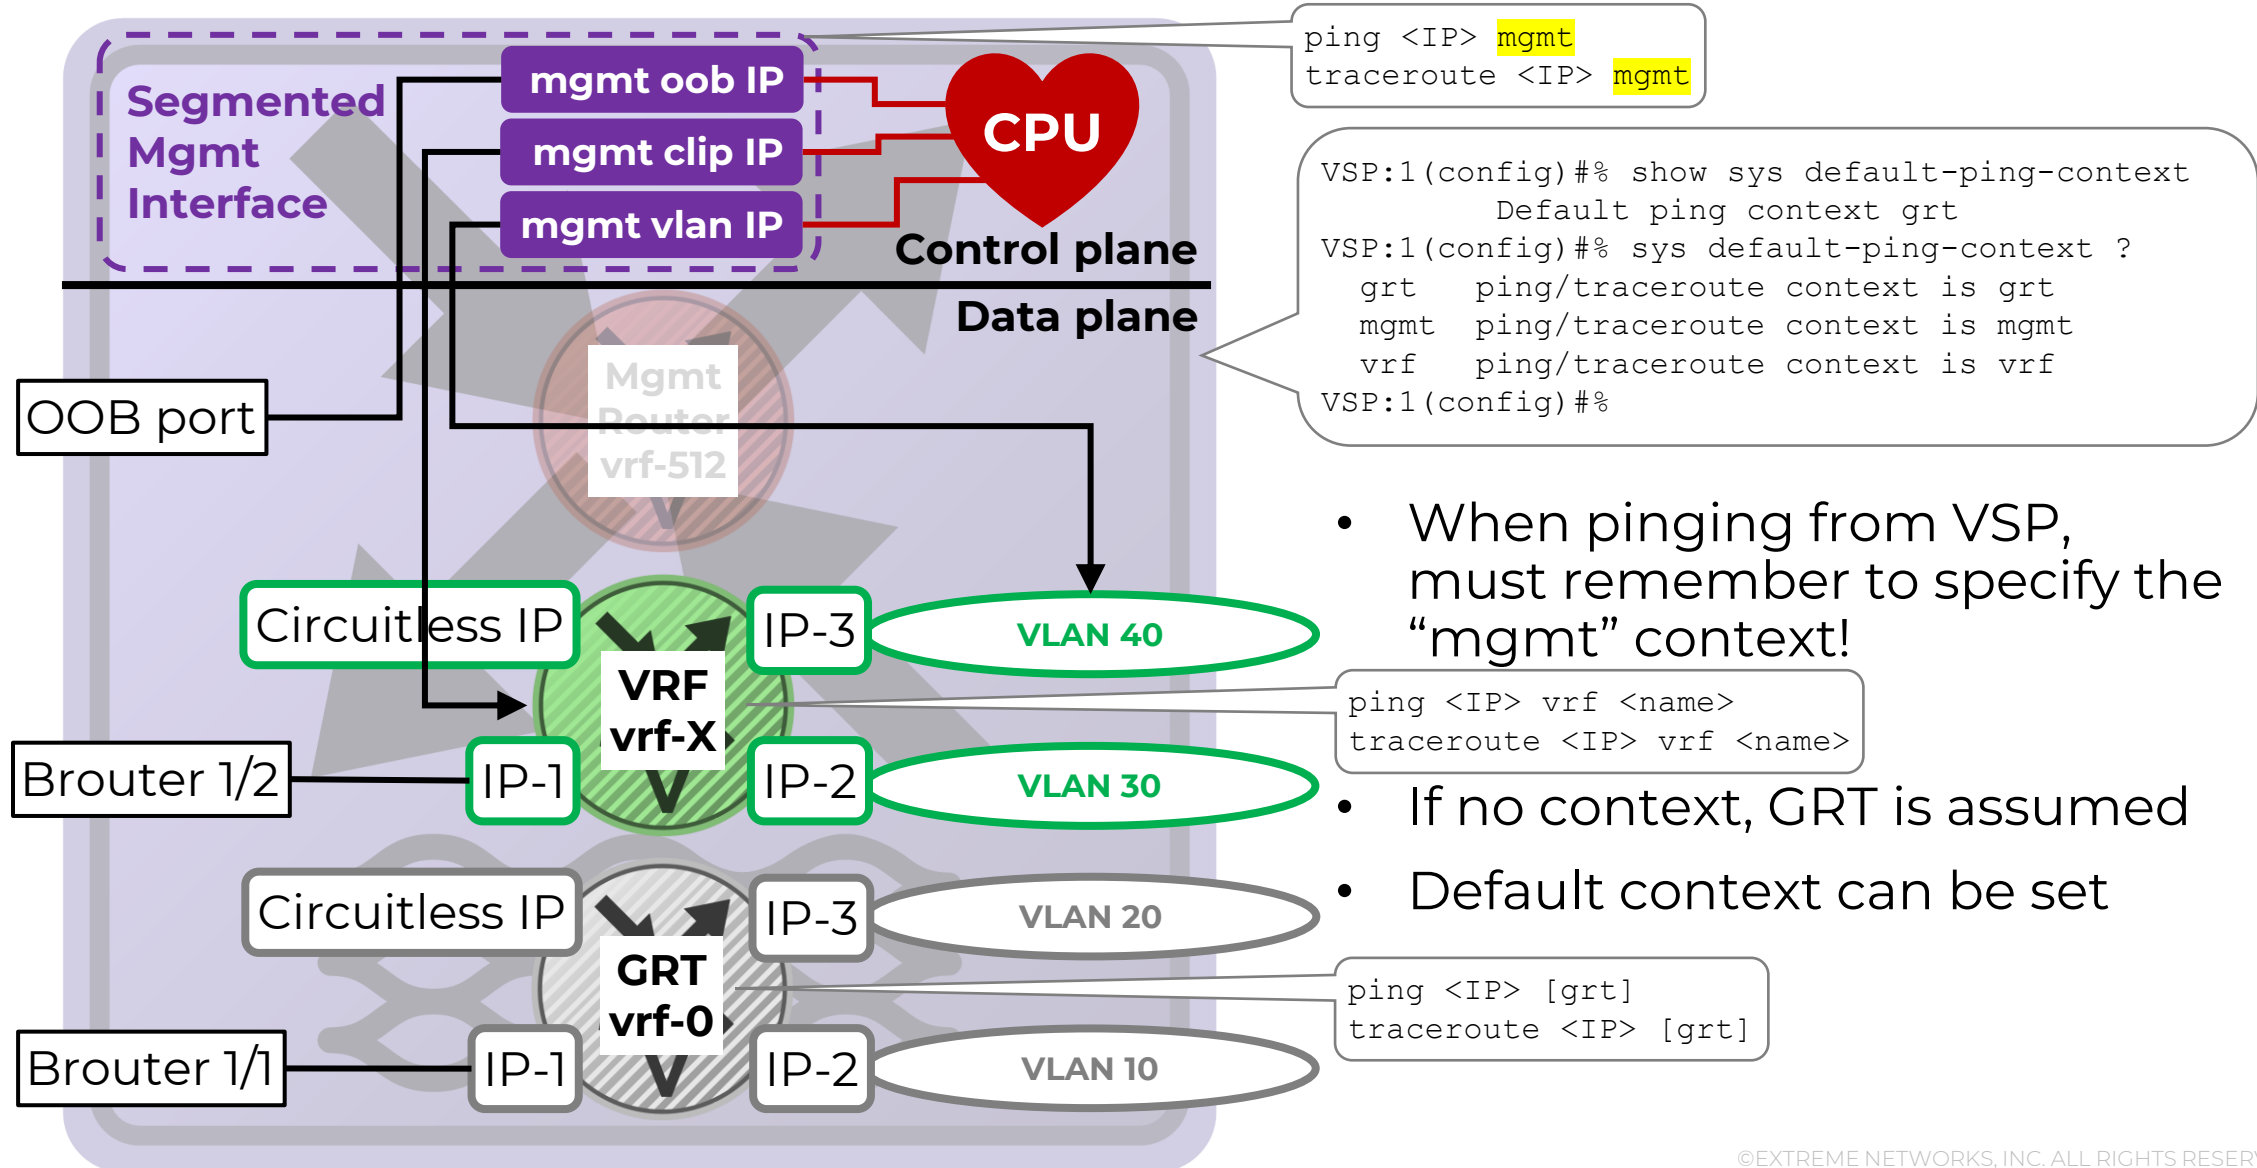 ping <IP> mgmt
traceroute <IP> mgmt
Segmented
Mgmt
Interface
mgmt oob IP
mgmt clip IP
mgmt vlan IP
CPU
Control plane
Data plane
VSP:1(config)#% show sys default-ping-context
Default ping context grt
VSP:1(config)#% sys default-ping-context ?
grt ping/traceroute context is grt
mgmt ping/traceroute context is mgmt
vrf ping/traceroute context is vrf
VSP:1(config)#%
Mgmt
Router
vrf-512
OOB port
• When pinging from VSP,
must remember to specify the
“mgmt” context!
Circuitless IP
IP-3
VLAN 40
VRF
vrf-X
ping <IP> vrf <name>
traceroute <IP> vrf <name>
Brouter 1/2
IP-1
IP-2
VLAN 30
• If no context, GRT is assumed
• Default context can be set
Circuitless IP
IP-3
VLAN 20
GRT
vrf-0
ping <IP> [grt]
traceroute <IP> [grt]
Brouter 1/1
IP-1
IP-2
VLAN 10
©EXTREME NETWORKS, INC. ALL RIGHTS RESER